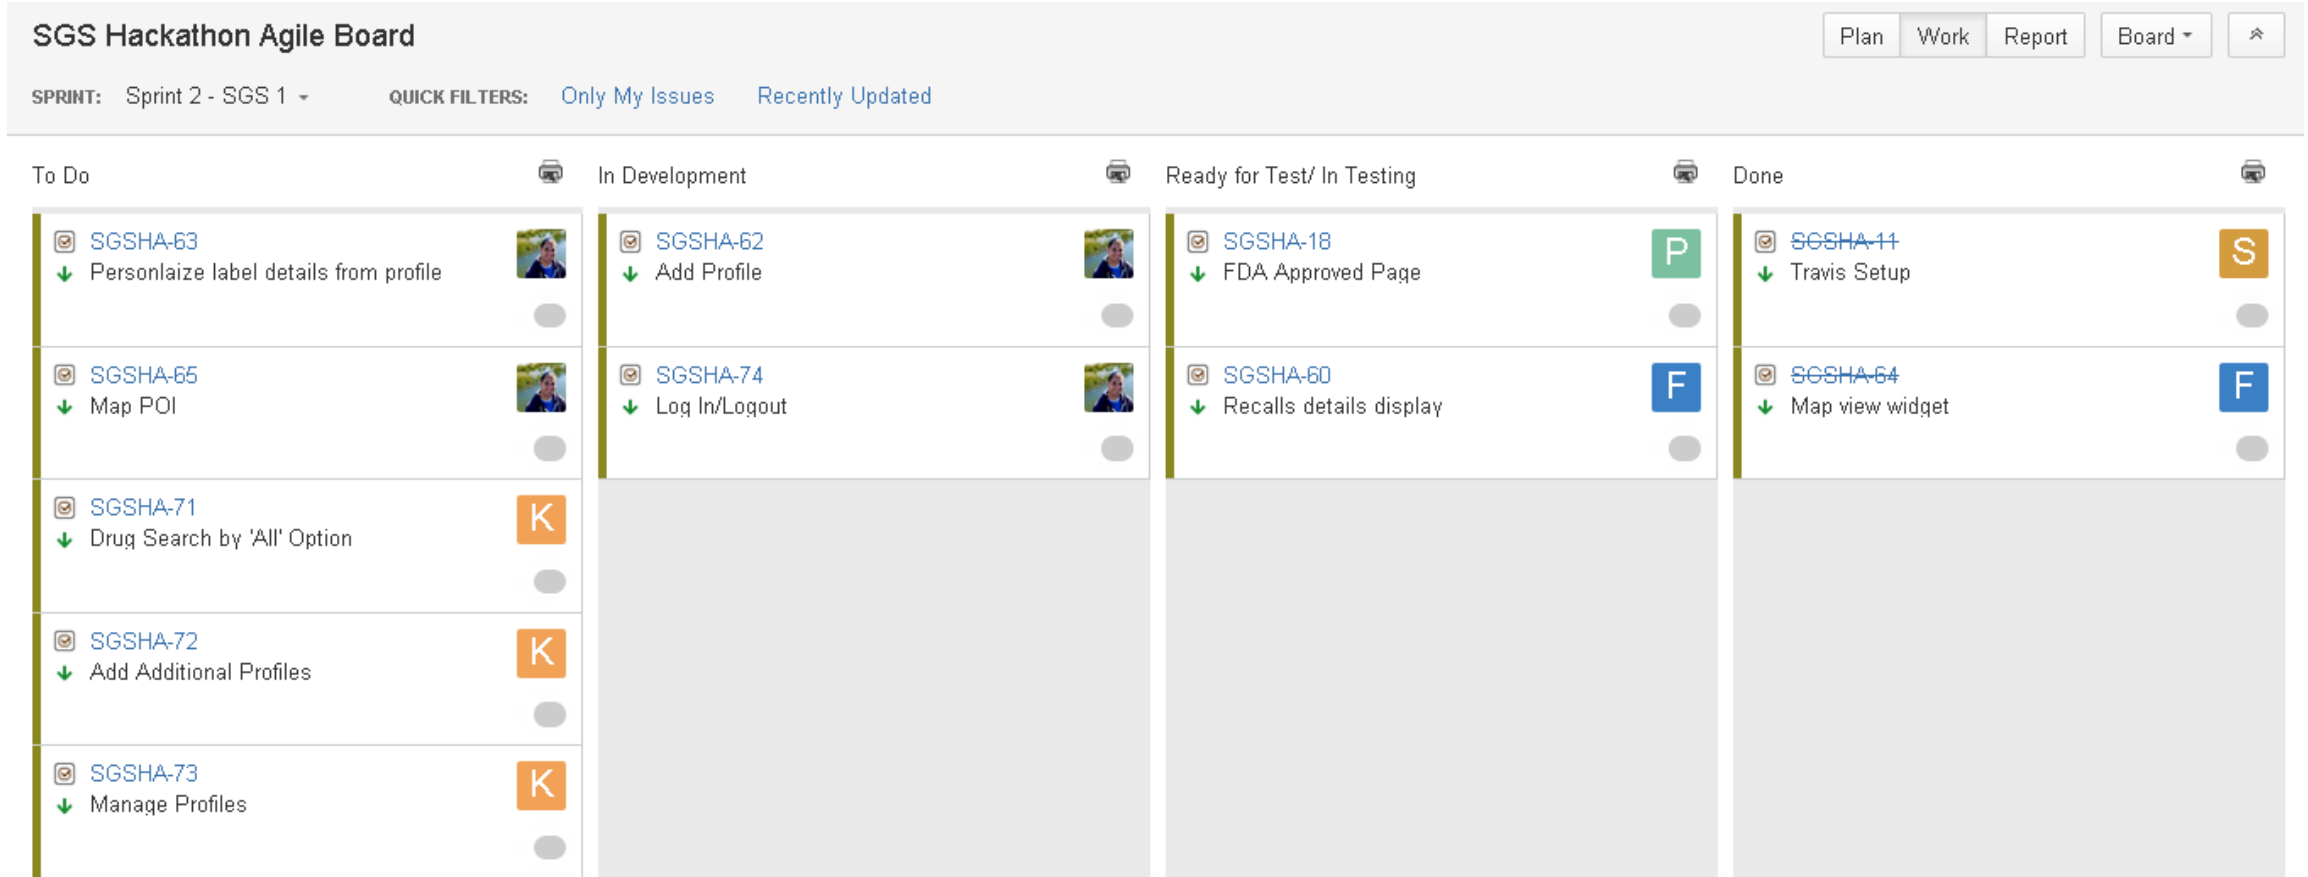 SGS Hackathon Agile Board
Plan Work Report Board
SPRINT: Sprint 2 - SGS 1 QUICK FILTERS: Only My Issues Recently Updated
To Do
SGSHA-63
Personlaize label details from profile
SGSHA-65
Map POI
SGSHA-71
K
Drug Search by 'All' Option
SGSHA-72
K
Add Additional Profiles
SGSHA-73
K
Manage Profiles
In Development
SGSHA-62
Add Profile
SGSHA-74
Log In/Logout
Ready for Test/ In Testing
SGSHA-18
P
FDA Approved Page
SGSHA-60
F
Recalls details display
Done
SGSHA-11
S
Travis Setup
SGSHA-64
F
Map view widget